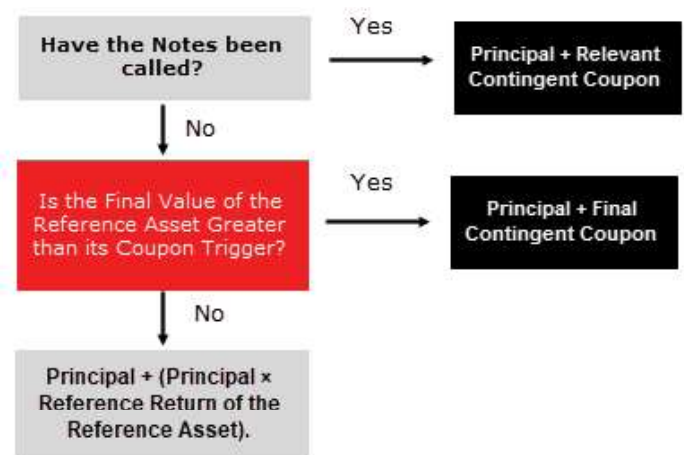 Have the Notes been
called?
Yes
Principal + Relevant
Contingent Coupon
No
Is the Final Value of the
Reference Asset Greater
than its Coupon Trigger?
Yes
Principal + Final
Contingent Coupon
No
Principal + (Principal ×
Reference Return of the
Reference Asset).